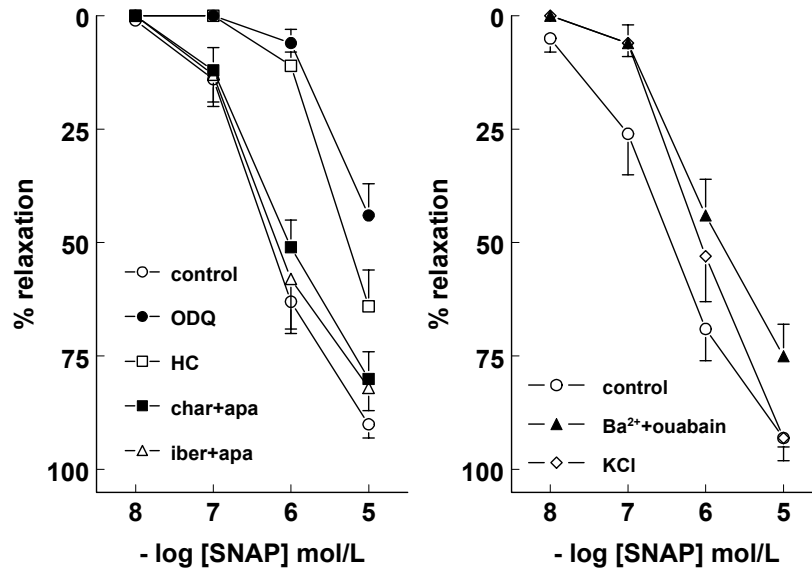 0
25
50
75
100
% relaxation
control
ODQ
HC
char+apa
iber+apa
8 7 6 5
- log [SNAP] mol/L
0
25
50
75
100
% relaxation
control
Ba²⁺+ouabain
KCl
8 7 6 5
- log [SNAP] mol/L